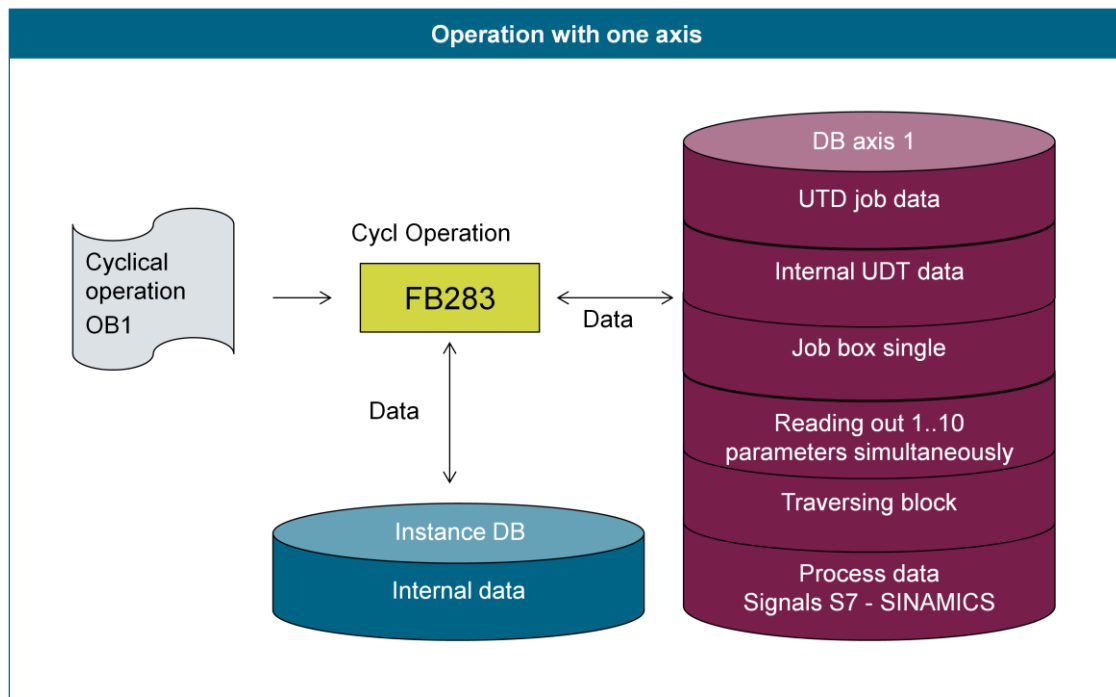 Operation with one axis
Cyclical
operation
OB1
Cycl Operation
FB283
Data
Data
Instance DB
Internal data
DB axis 1
UTD job data
Internal UDT data
Job box single
Reading out 1..10
parameters simultaneously
Traversing block
Process data
Signals S7 - SINAMICS